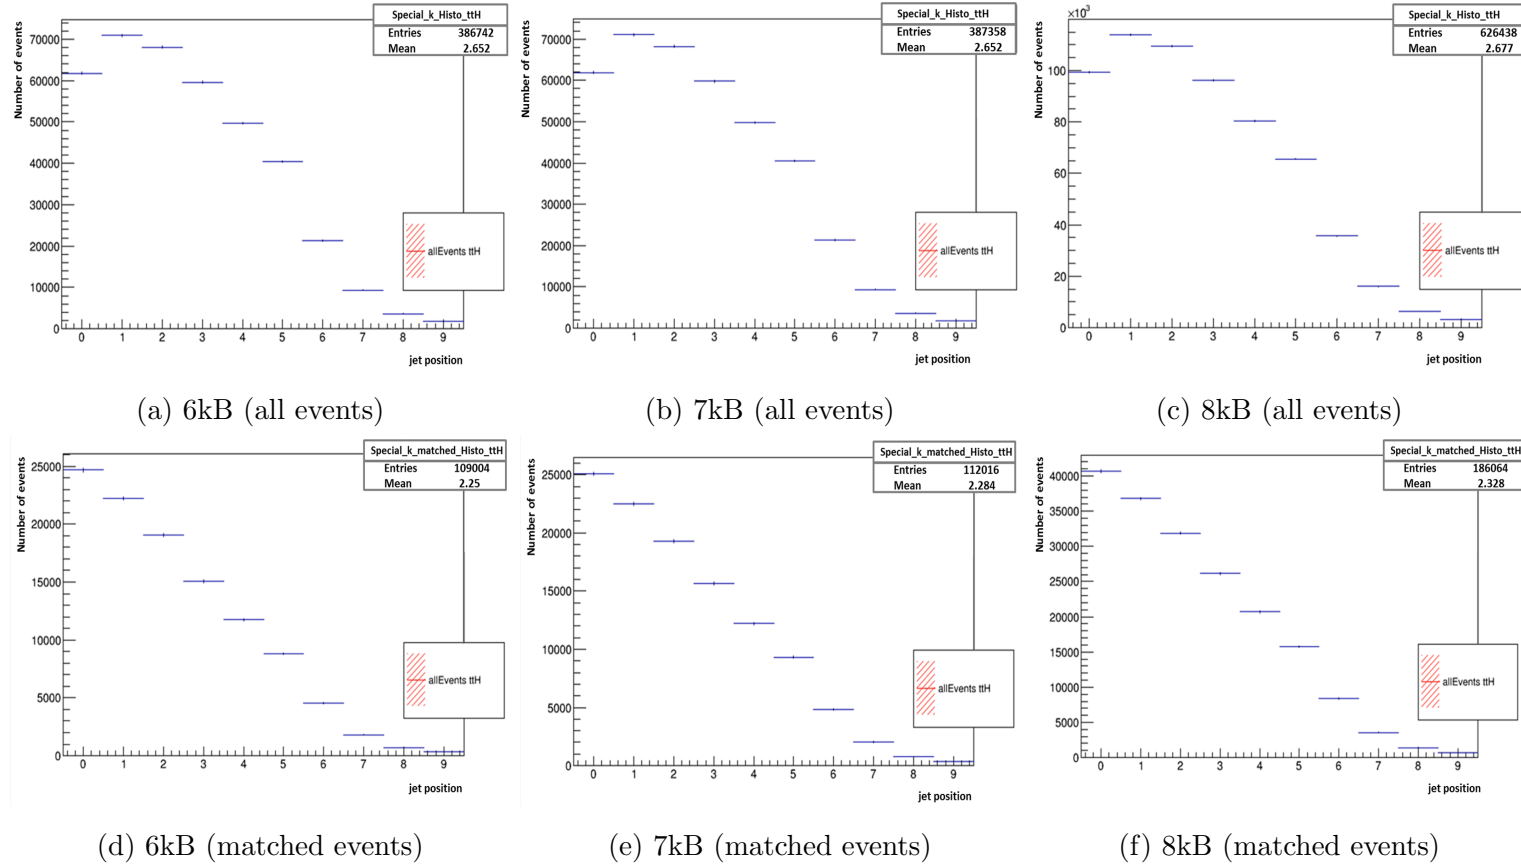 Special_k_Histo_ttH
Entries 386742
Mean 2.652
Number of events
70000
60000
50000
40000
30000
20000
10000
0
allEvents ttH
0 1 2 3 4 5 6 7 8 9
jet position
(a) 6kB (all events)
Special_k_Histo_ttH
Entries 387358
Mean 2.652
Number of events
70000
60000
50000
40000
30000
20000
10000
0
allEvents ttH
0 1 2 3 4 5 6 7 8 9
jet position
(b) 7kB (all events)
×10³
Special_k_Histo_ttH
Entries 626438
Mean 2.677
Number of events
100
80
60
40
20
0
allEvents ttH
0 1 2 3 4 5 6 7 8 9
jet position
(c) 8kB (all events)
Special_k_matched_Histo_ttH
Entries 109004
Mean 2.25
Number of events
25000
20000
15000
10000
5000
0
allEvents ttH
0 1 2 3 4 5 6 7 8 9
jet position
(d) 6kB (matched events)
Special_k_matched_Histo_ttH
Entries 112016
Mean 2.284
Number of events
25000
20000
15000
10000
5000
0
allEvents ttH
0 1 2 3 4 5 6 7 8 9
jet position
(e) 7kB (matched events)
Special_k_matched_Histo_ttH
Entries 186064
Mean 2.328
Number of events
40000
35000
30000
25000
20000
15000
10000
5000
0
allEvents ttH
0 1 2 3 4 5 6 7 8 9
jet position
(f) 8kB (matched events)